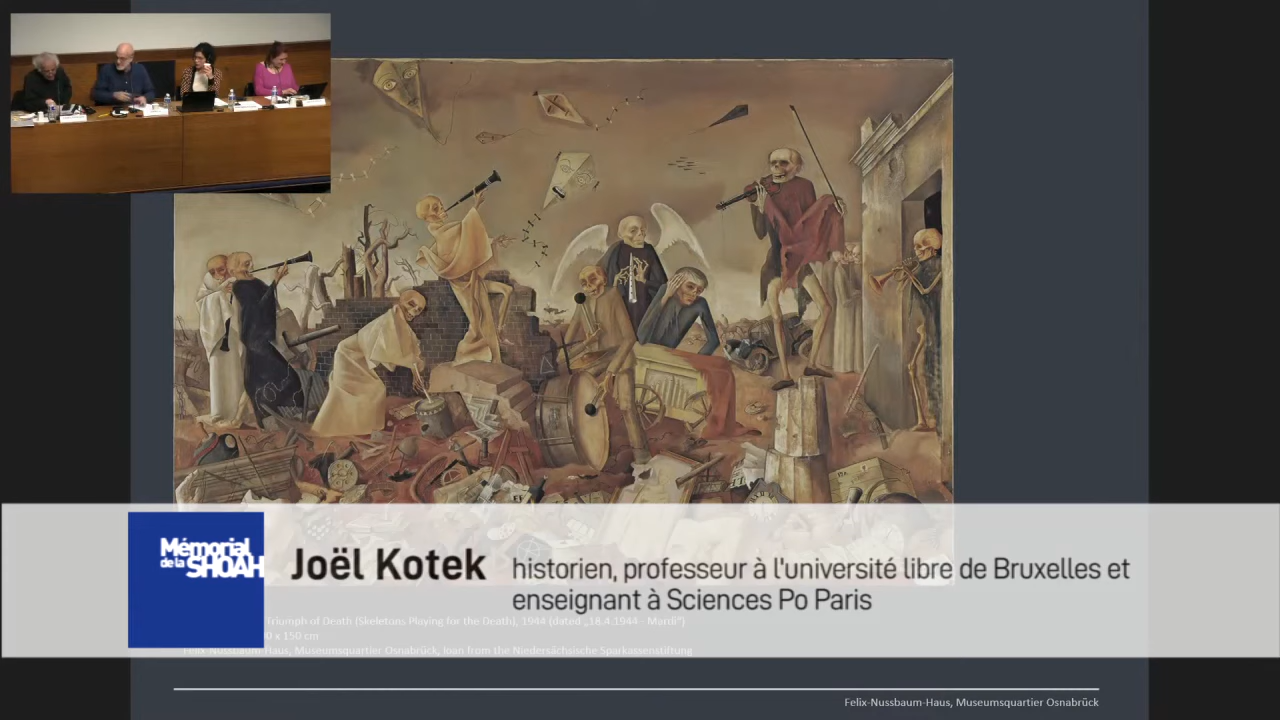 Mémorial
de la SHOAH
Joël Kotek
historien, professeur à l'université libre de Bruxelles et
enseignant à Sciences Po Paris
Triumph of Death (Skeletons Playing for the Death), 1944 (dated „18.4.1944 - Mardi")
x 150 cm
Felix-Nussbaum-Haus, Museumsquartier Osnabrück, loan from the Niedersächsische Sparkassenstiftung
Felix-Nussbaum-Haus, Museumsquartier Osnabrück